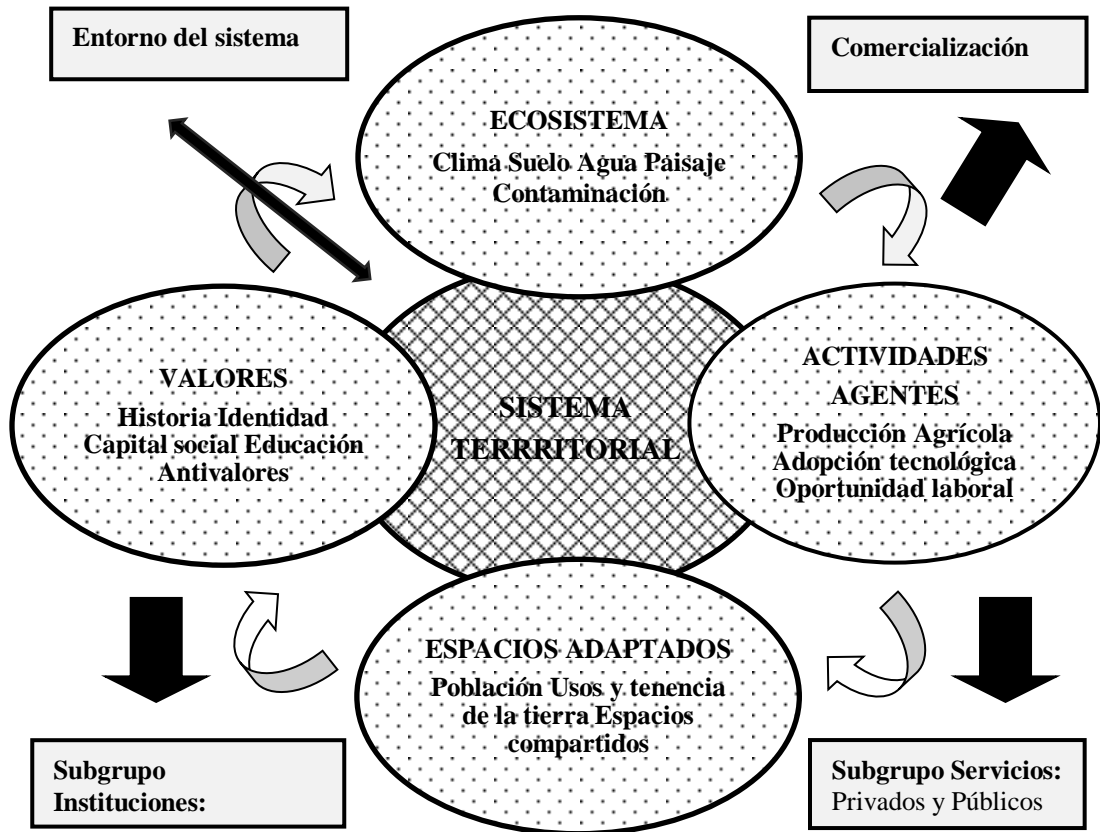 Entorno del sistema
Comercialización
ECOSISTEMA
Clima Suelo Agua Paisaje
Contaminación
VALORES
Historia Identidad
Capital social Educación
Antivalores
SISTEMA
TERRRITORIAL
ACTIVIDADES
AGENTES
Producción Agrícola
Adopción tecnológica
Oportunidad laboral
ESPACIOS ADAPTADOS
Población Usos y tenencia
de la tierra Espacios
compartidos
Subgrupo
Instituciones:
Subgrupo Servicios:
Privados y Públicos